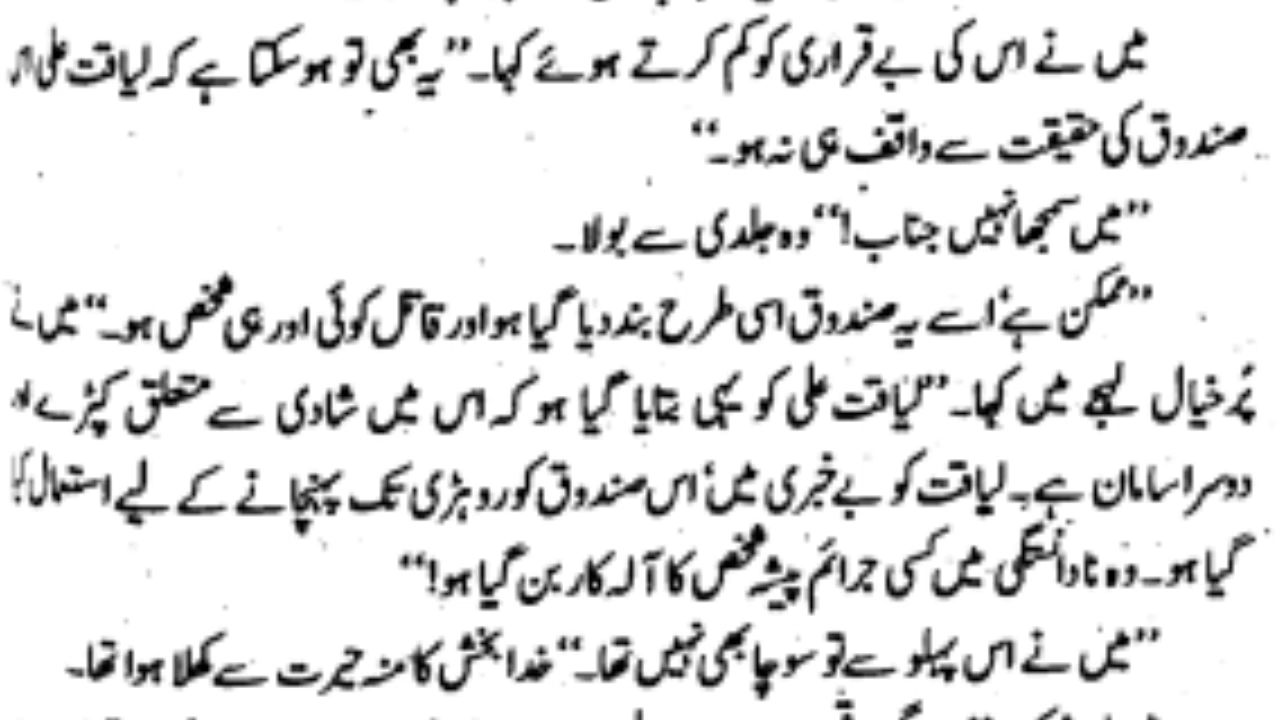 میں نے اس کی بے قراری کو کم کرتے ہوئے کہا۔ ”یہ بھی تو ہو سکتا ہے کہ لیاقت علی
صندوق کی حقیقت سے واقف ہی نہ ہو۔“
”میں سمجھا نہیں جناب!“ وہ جلدی سے بولا۔
”ممکن ہے‘ اسے یہ صندوق اسی طرح بند دیا گیا ہو اور قاتل کوئی اور ہی شخص ہو۔“ میں نے
پُر خیال لہجے میں کہا۔ ”لیاقت علی کو یہی بتایا گیا ہو کہ اس میں شادی سے متعلق کپڑے
دوسرا سامان ہے۔ لیاقت کو بے خبری میں‘ اس صندوق کو روہڑی تک پہنچانے کے لیے استعمال کیا
گیا ہو۔ وہ نادانستگی میں کسی جرائم پیشہ شخص کا آلہ کار بن گیا ہو!“
”میں نے اس پہلو سے تو سوچا بھی نہیں تھا۔“ خدا بخش کا منہ حیرت سے کھلا ہوا تھا۔